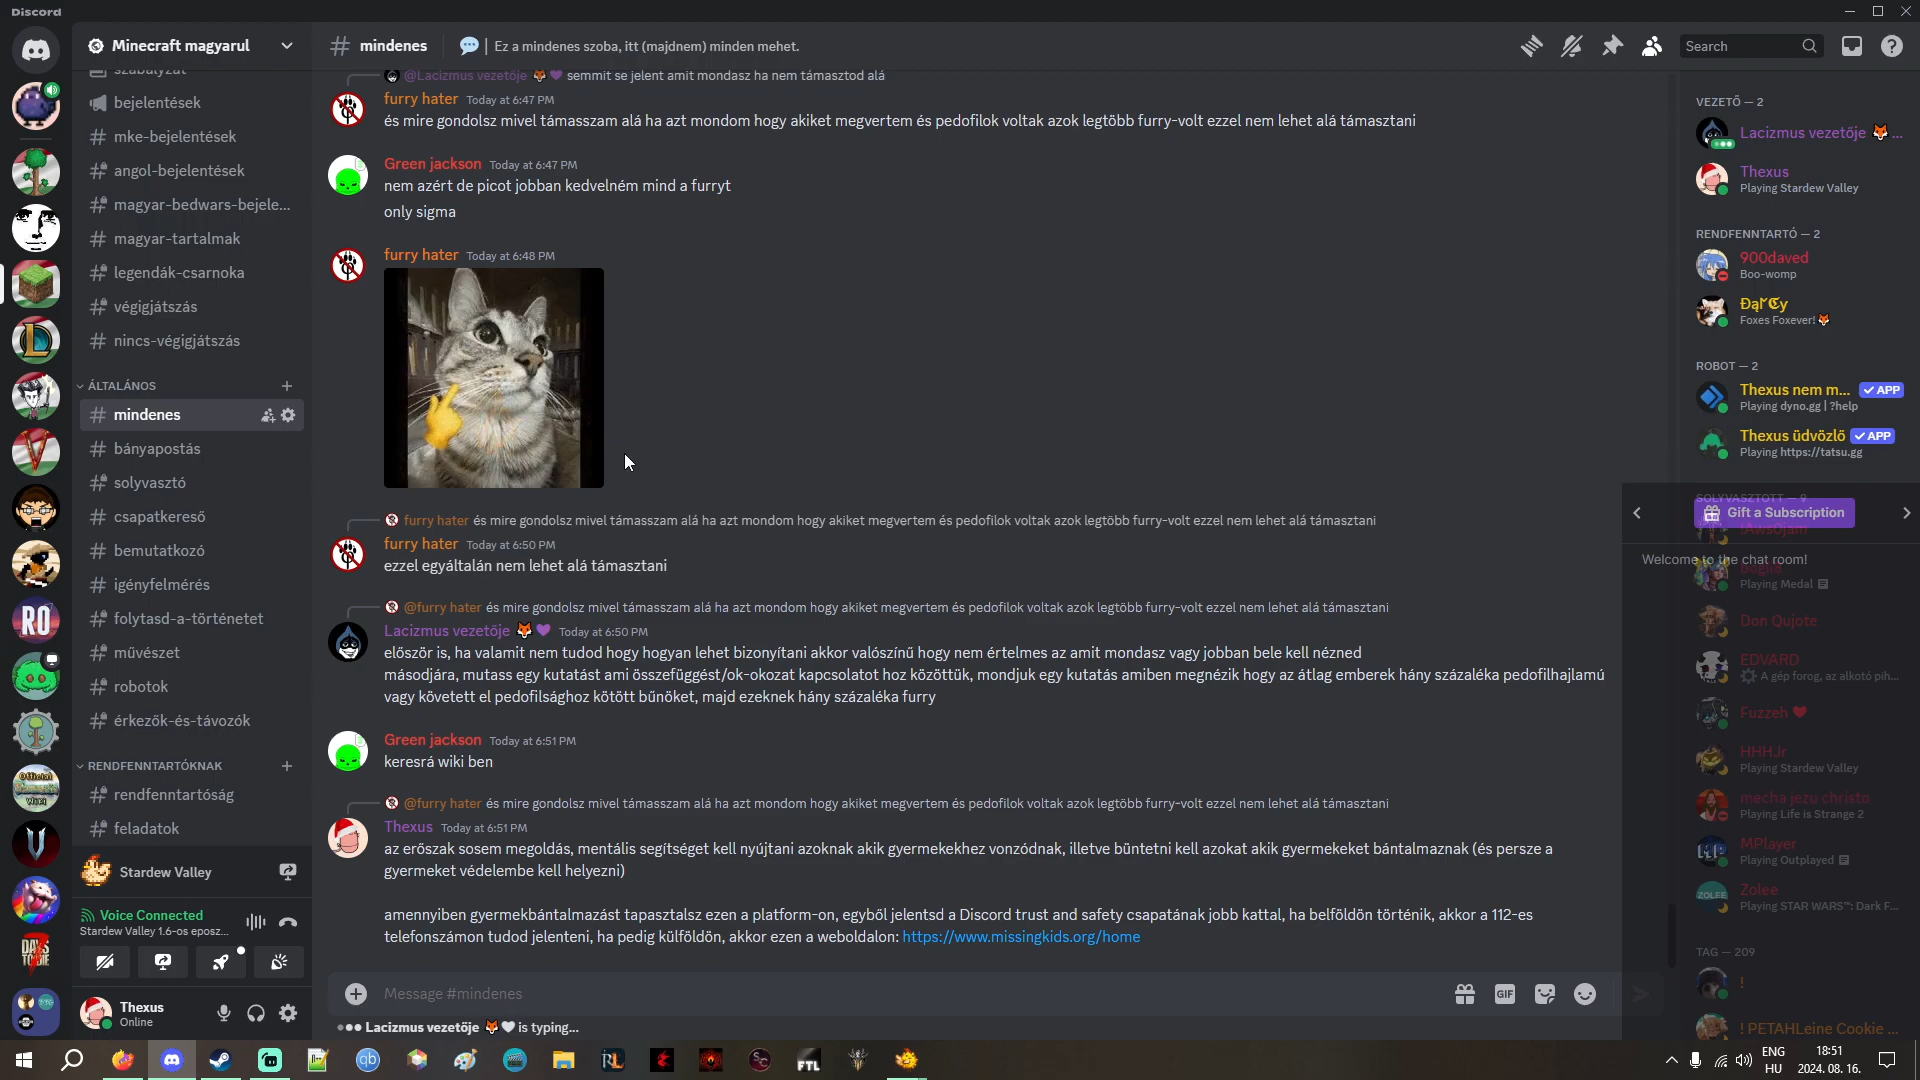 Discord
Minecraft magyarul
szabályzat
bejelentések
mke-bejelentések
angol-bejelentések
magyar-bedwars-bejele...
magyar-tartalmak
legendák-csarnoka
végigjátszás
nincs-végigjátszás
ÁLTALÁNOS
mindenes
bányapostás
solyvasztó
csapatkereső
bemutatkozó
igényfelmérés
folytasd-a-történetet
művészet
robotok
érkezők-és-távozók
RENDFENNTARTÓKNAK
rendfenntartóság
feladatok
Stardew Valley
Voice Connected
Stardew Valley 1.6-os eposz...
Thexus
Online
mindenes
Ez a mindenes szoba, itt (majdnem) minden mehet.
Search
@Lacizmus vezetője 🦊💜 semmit se jelent amit mondasz ha nem támasztod alá
furry hater Today at 6:47 PM
és mire gondolsz mivel támasszam alá ha azt mondom hogy akiket megvertem és pedofilok voltak azok legtöbb furry-volt ezzel nem lehet alá támasztani
Green jackson Today at 6:47 PM
nem azért de picot jobban kedvelném mind a furryt
only sigma
furry hater Today at 6:48 PM
furry hater és mire gondolsz mivel támasszam alá ha azt mondom hogy akiket megvertem és pedofilok voltak azok legtöbb furry-volt ezzel nem lehet alá támasztani
furry hater Today at 6:50 PM
ezzel egyáltalán nem lehet alá támasztani
@furry hater és mire gondolsz mivel támasszam alá ha azt mondom hogy akiket megvertem és pedofilok voltak azok legtöbb furry-volt ezzel nem lehet alá támasztani
Lacizmus vezetője 🦊💜 Today at 6:50 PM
először is, ha valamit nem tudod hogy hogyan lehet bizonyítani akkor valószínű hogy nem értelmes az amit mondasz vagy jobban bele kell nézned
másodjára, mutass egy kutatást ami összefüggést/ok-okozat kapcsolatot hoz közöttük, mondjuk egy kutatás amiben megnézik hogy az átlag emberek hány százaléka pedofilhajlamú
vagy követett el pedofilsághoz kötött bűnöket, majd ezeknek hány százaléka furry
Green jackson Today at 6:51 PM
keresrá wiki ben
@furry hater és mire gondolsz mivel támasszam alá ha azt mondom hogy akiket megvertem és pedofilok voltak azok legtöbb furry-volt ezzel nem lehet alá támasztani
Thexus Today at 6:51 PM
az erőszak sosem megoldás, mentális segítséget kell nyújtani azoknak akik gyermekekhez vonzódnak, illetve büntetni kell azokat akik gyermekeket bántalmaznak (és persze a
gyermeket védelembe kell helyezni)
amennyiben gyermekbántalmazást tapasztalsz ezen a platform-on, egyből jelentsd a Discord trust and safety csapatának jobb kattal, ha belföldön történik, akkor a 112-es
telefonszámon tudod jelenteni, ha pedig külföldön, akkor ezen a weboldalon: https://www.missingkids.org/home
Message #mindenes
GIF
Lacizmus vezetője 🦊🤍 is typing...
VEZETŐ — 2
Lacizmus vezetője 🦊 ...
Thexus
Playing Stardew Valley
RENDFENNTARTÓ — 2
900daved
Boo-womp
Foxes Foxever! 🦊
ROBOT — 2
Thexus nem m... APP
Playing dyno.gg | ?help
Thexus üdvözlő APP
Playing https://tatsu.gg
SOLYVASZTOTT — 9
Gift a Subscription
Welcome to the chat room!
Playing Medal
Don Qujote
EDVARD
A gép forog, az alkotó pih...
Fuzzeh ❤
HHHJr
Playing Stardew Valley
mecha jezu christo
Playing Life is Strange 2
MPlayer
Playing Outplayed
ZOLEE
Zolee
Playing STAR WARS™: Dark F...
TAG — 209
!
! PETAHLeine Cookie ...
RO
Official
Wiki
DAYS
qb
RL
FTL
ENG
HU
18:51
2024. 08. 16.